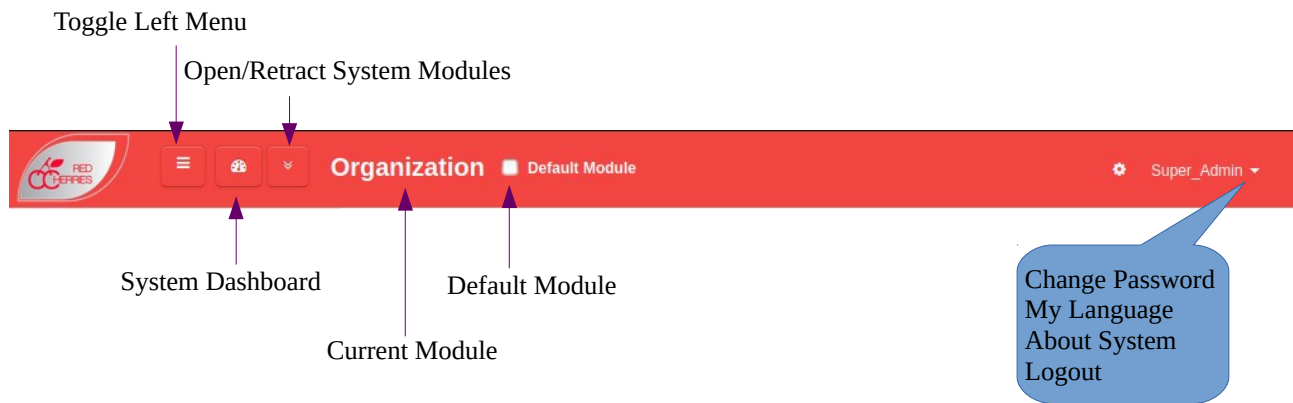 Toggle Left Menu
Open/Retract System Modules
RED
CHERRIES
Organization
Default Module
Super_Admin
System Dashboard
Default Module
Current Module
Change Password
My Language
About System
Logout